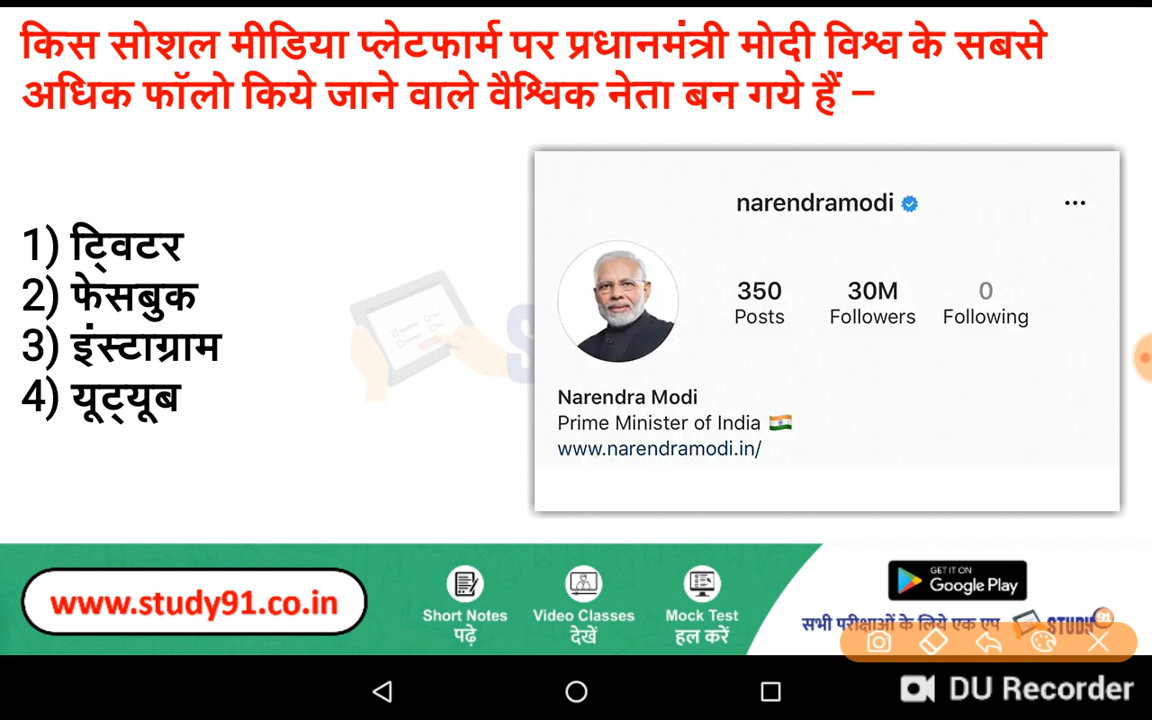 किस सोशल मीडिया प्लेटफार्म पर प्रधानमंत्री मोदी विश्व के सबसे
अधिक फॉलो किये जाने वाले वैश्विक नेता बन गये हैं –
1) ट्विटर
2) फेसबुक
3) इंस्टाग्राम
4) यूट्यूब
narendramodi
350
Posts
30M
Followers
0
Following
Narendra Modi
Prime Minister of India
www.narendramodi.in/
www.study91.co.in
Short Notes
पढ़े
Video Classes
देखें
Mock Test
हल करें
GET IT ON
Google Play
सभी परीक्षाओं के लिये एक एप
STUDY
91
DU Recorder